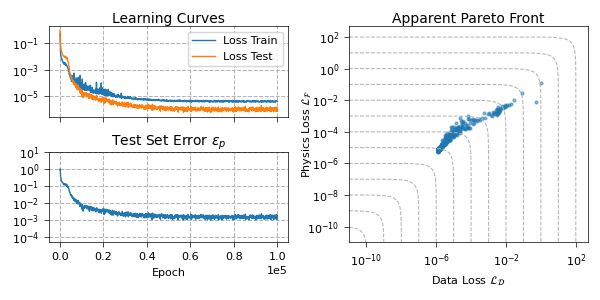 Learning Curves
10⁻¹
10⁻³
10⁻⁵
Loss Train
Loss Test
Test Set Error εₚ
10¹
10⁰
10⁻¹
10⁻²
10⁻³
10⁻⁴
0.0 0.2 0.4 0.6 0.8 1.0
1e5
Epoch
Apparent Pareto Front
Physics Loss ℒ_ℱ
10²
10⁰
10⁻²
10⁻⁴
10⁻⁶
10⁻⁸
10⁻¹⁰
10⁻¹⁰ 10⁻⁶ 10⁻² 10²
Data Loss ℒ_𝒟